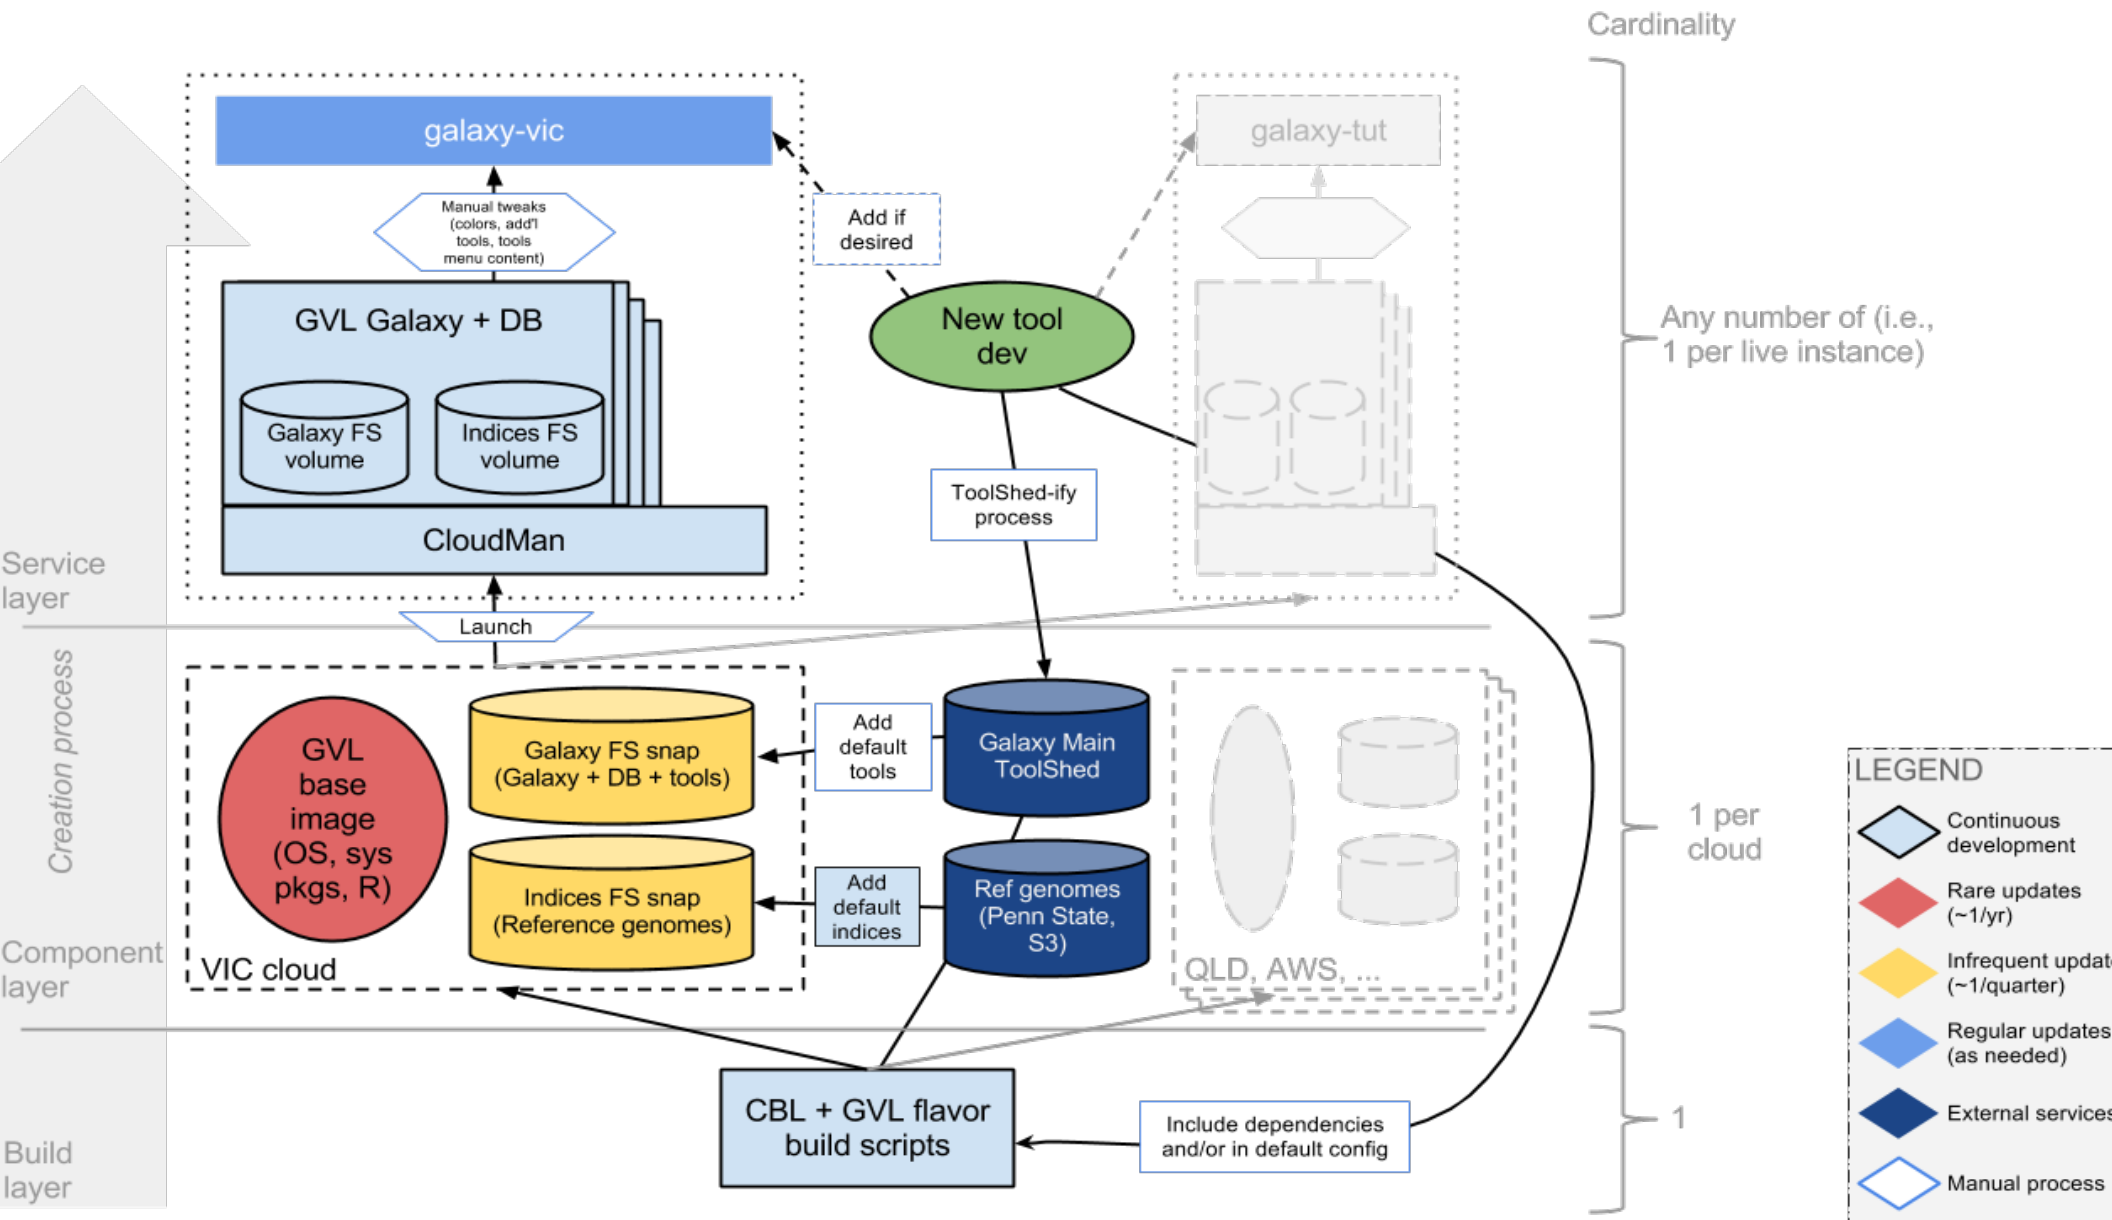 Cardinality
galaxy-vic
galaxy-tut
Manual tweaks
(colors, add'l
tools, tools
menu content)
Add if
desired
GVL Galaxy + DB
New tool
dev
Any number of (i.e.,
1 per live instance)
Galaxy FS
volume
Indices FS
volume
ToolShed-ify
process
CloudMan
Service
layer
Launch
Creation process
GVL
base
image
(OS, sys
pkgs, R)
Galaxy FS snap
(Galaxy + DB + tools)
Add
default
tools
Galaxy Main
ToolShed
Indices FS snap
(Reference genomes)
Add
default
indices
Ref genomes
(Penn State,
S3)
1 per
cloud
Component
layer
VIC cloud
QLD, AWS, ...
CBL + GVL flavor
build scripts
Include dependencies
and/or in default config
1
Build
layer
LEGEND
Continuous
development
Rare updates
(~1/yr)
Infrequent update
(~1/quarter)
Regular updates
(as needed)
External services
Manual process